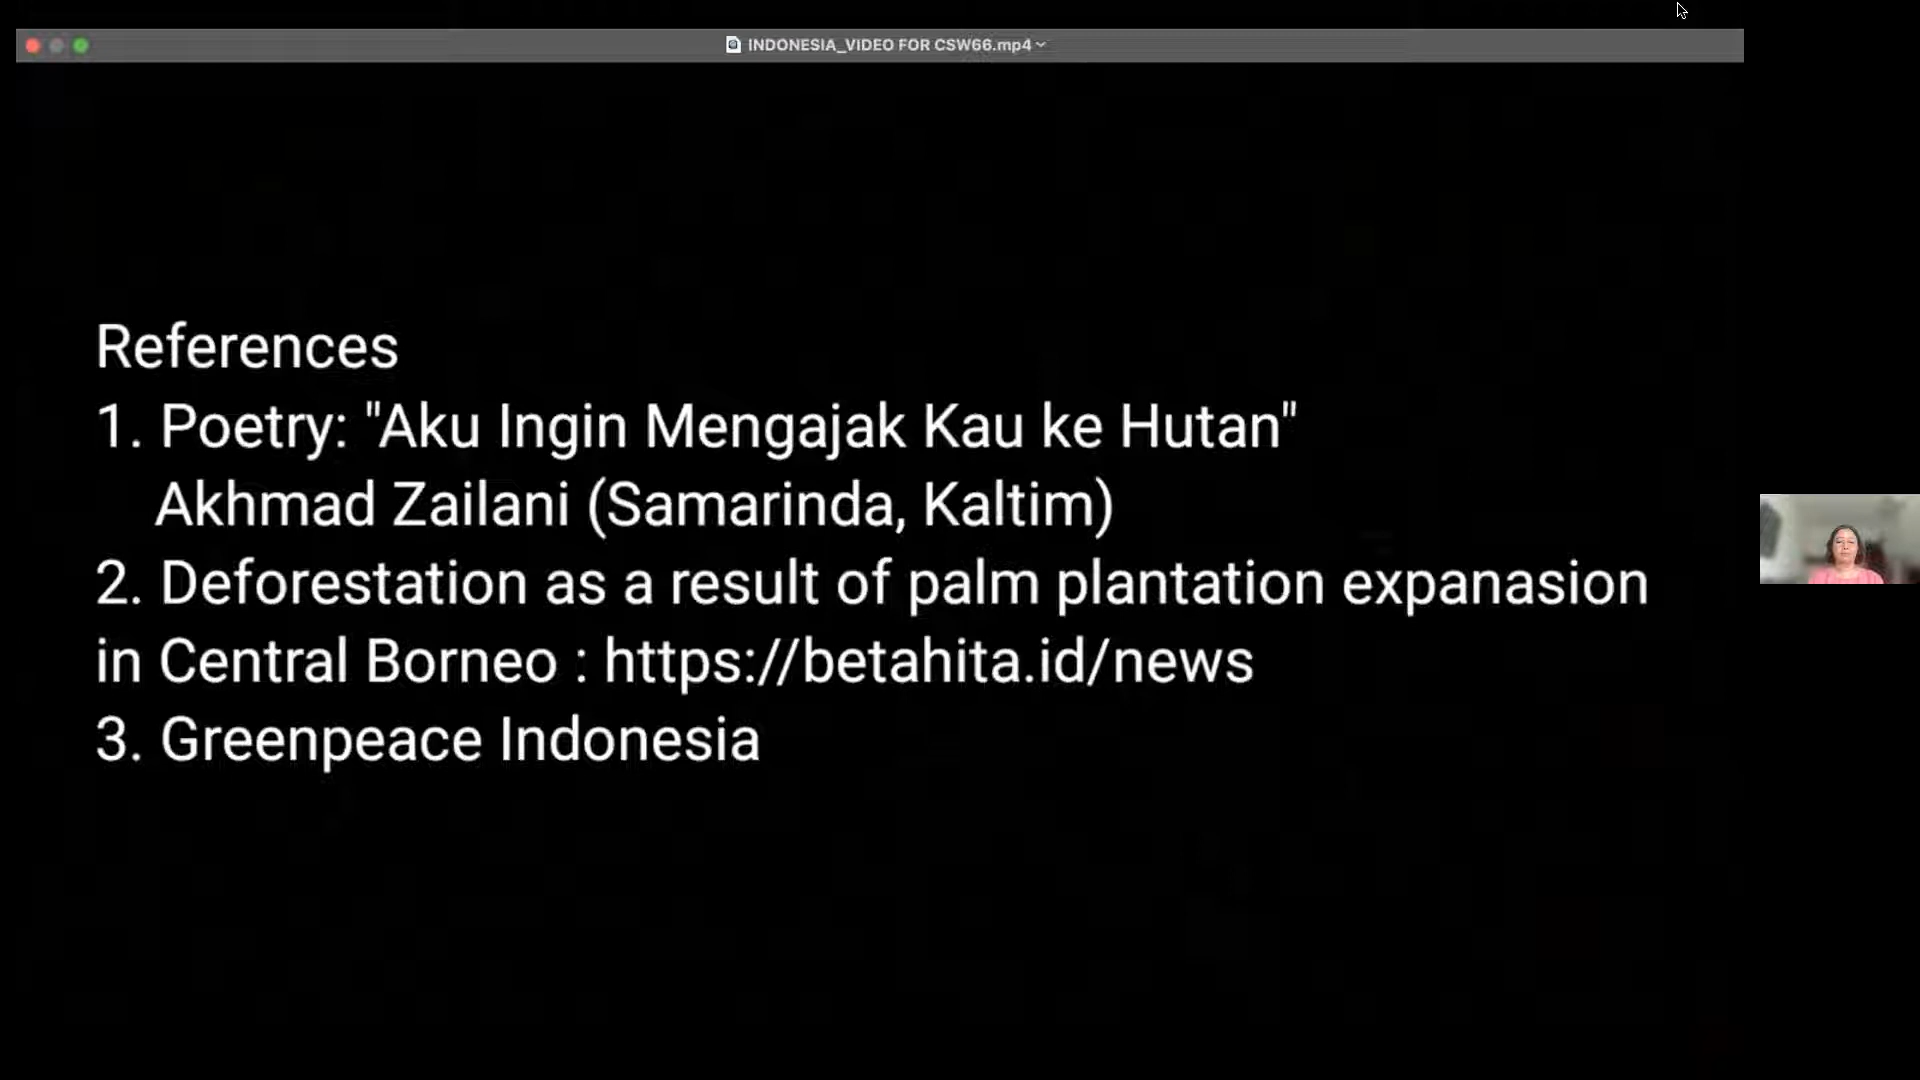 INDONESIA_VIDEO FOR CSW66.mp4
References
1. Poetry: "Aku Ingin Mengajak Kau ke Hutan"
Akhmad Zailani (Samarinda, Kaltim)
2. Deforestation as a result of palm plantation expanasion
in Central Borneo : https://betahita.id/news
3. Greenpeace Indonesia